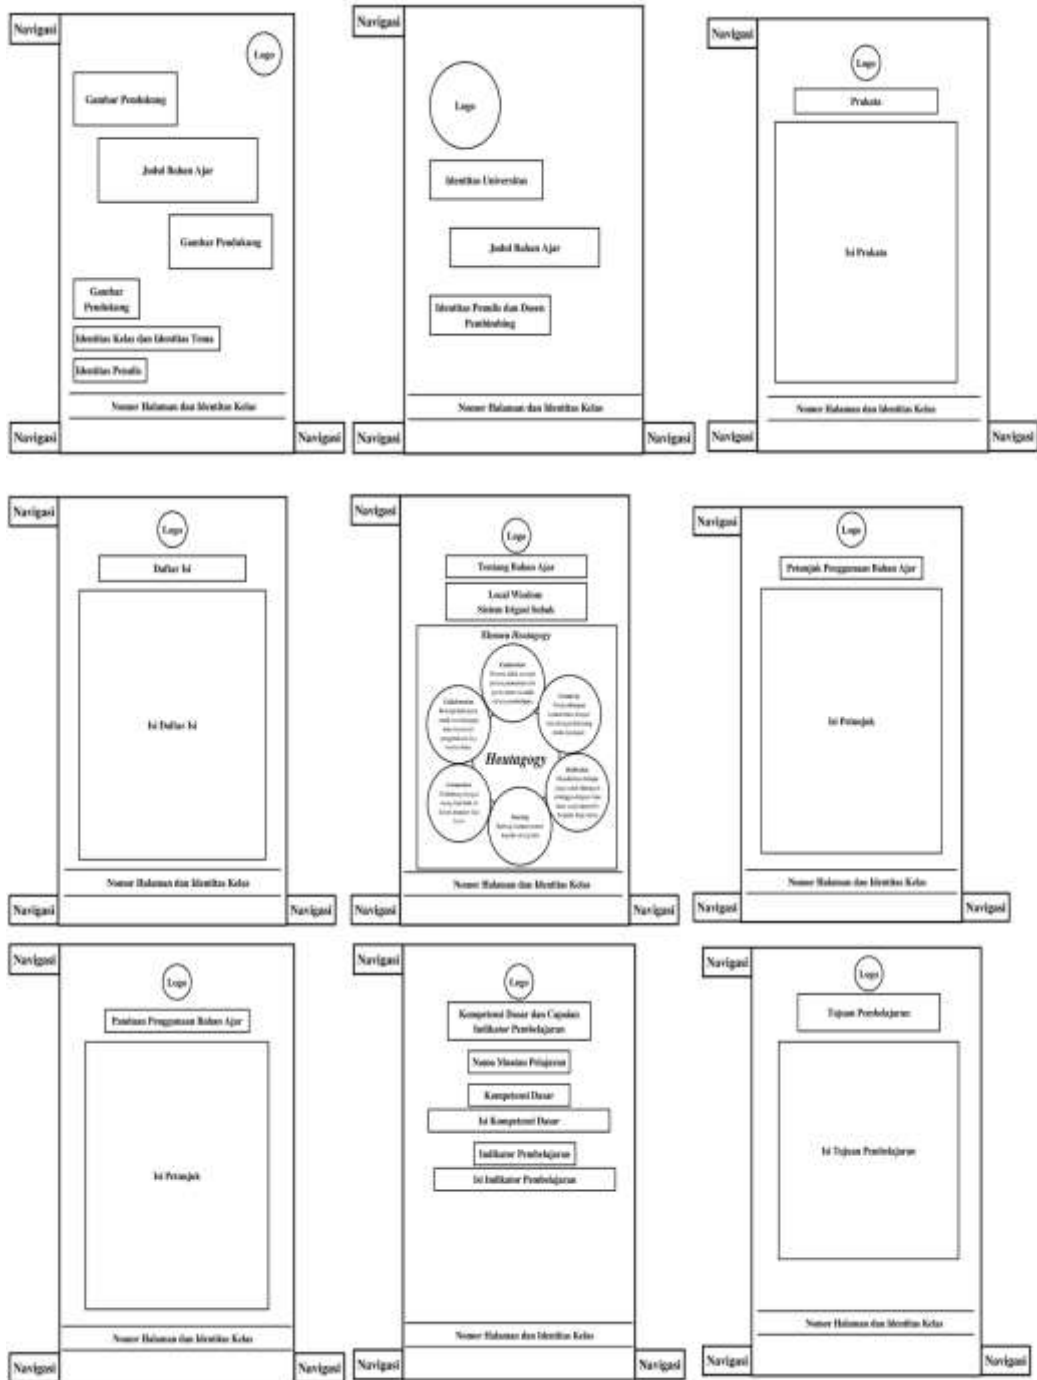 Navigasi
Logo
Gambar Pendukung
Judul Bahan Ajar
Gambar Pendukung
Gambar
Pendukung
Identitas Kelas dan Identitas Tema
Identitas Penulis
Nomor Halaman dan Identitas Kelas
Navigasi
Navigasi
Navigasi
Logo
Identitas Universitas
Judul Bahan Ajar
Identitas Penulis dan Dosen
Pembimbing
Nomor Halaman dan Identitas Kelas
Navigasi
Navigasi
Navigasi
Logo
Prakata
Isi Prakata
Nomor Halaman dan Identitas Kelas
Navigasi
Navigasi
Navigasi
Logo
Daftar Isi
Isi Daftar Isi
Nomor Halaman dan Identitas Kelas
Navigasi
Navigasi
Navigasi
Logo
Tentang Bahan Ajar
Local Wisdom
Sistem Irigasi Subak
Elemen Heutagogy
Heutagogy
Nomor Halaman dan Identitas Kelas
Navigasi
Navigasi
Navigasi
Logo
Petunjuk Penggunaan Bahan Ajar
Isi Petunjuk
Nomor Halaman dan Identitas Kelas
Navigasi
Navigasi
Navigasi
Logo
Panduan Penggunaan Bahan Ajar
Isi Petunjuk
Nomor Halaman dan Identitas Kelas
Navigasi
Navigasi
Navigasi
Logo
Kompetensi Dasar dan Capaian
Indikator Pembelajaran
Nama Muatan Pelajaran
Kompetensi Dasar
Isi Kompetensi Dasar
Indikator Pembelajaran
Isi Indikator Pembelajaran
Nomor Halaman dan Identitas Kelas
Navigasi
Navigasi
Navigasi
Logo
Tujuan Pembelajaran
Isi Tujuan Pembelajaran
Nomor Halaman dan Identitas Kelas
Navigasi
Navigasi